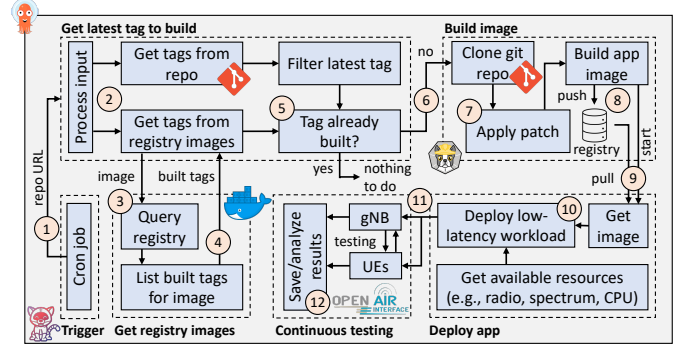 Get latest tag to build
Build image
Process input
2
Get tags from
repo
Filter latest tag
5
Get tags from
registry images
Tag already
built?
no
6
yes
nothing
to do
Clone git
repo
7
Apply patch
Build app
image
push
8
registry
start
pull
9
repo URL
1
image
built tags
3
Query
registry
4
List built tags
for image
Cron job
Trigger
Get registry images
Save/analyze
results
12
gNB
testing
UEs
11
OPEN AIR
INTERFACE
Continuous testing
Deploy low-
latency workload
10
Get
image
Get available resources
(e.g., radio, spectrum, CPU)
Deploy app